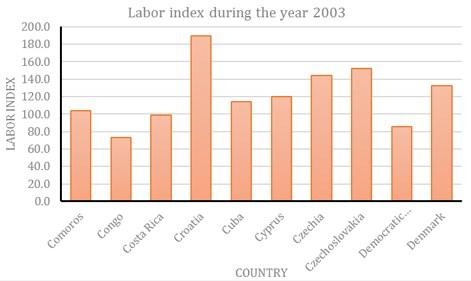 Labor index during the year 2003
LABOR INDEX
200.0
180.0
160.0
140.0
120.0
100.0
80.0
60.0
40.0
20.0
0.0
Comoros
Congo
Costa Rica
Croatia
Cuba
Cyprus
Czechia
Czechoslovakia
Democratic...
Denmark
COUNTRY